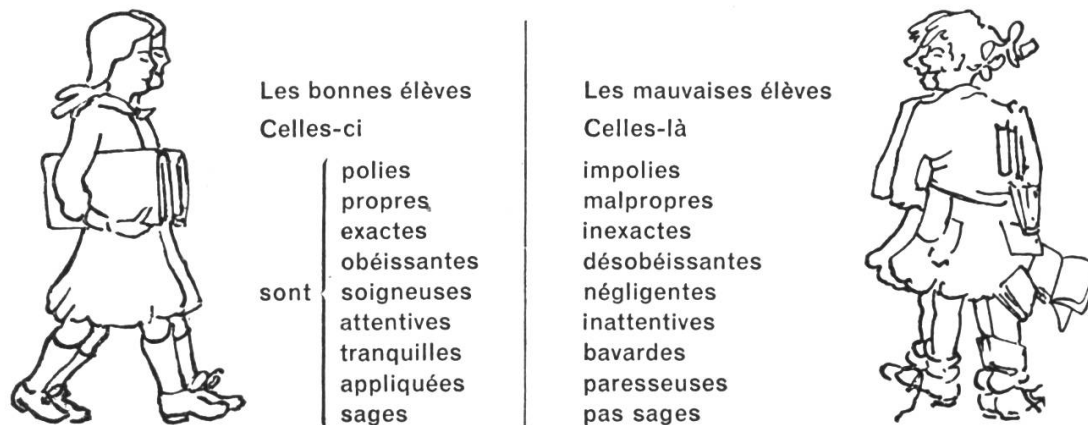 Les bonnes élèves
Celles-ci
sont
polies
propres
exactes
obéissantes
soigneuses
attentives
tranquilles
appliquées
sages
Les mauvaises élèves
Celles-là
impolies
malpropres
inexactes
désobéissantes
négligentes
inattentives
bavardes
paresseuses
pas sages